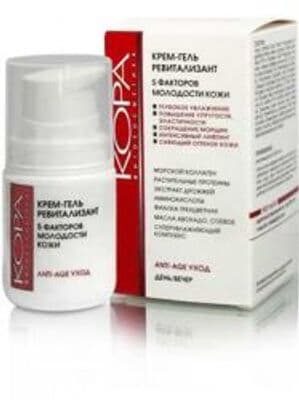 КОРА
КРЕМ-ГЕЛЬ
РЕВИТАЛИЗАНТ
5 ФАКТОРОВ
МОЛОДОСТИ
КОЖИ
ANTI-AGE УХОД
КОРА
phytocosmetics
КРЕМ-ГЕЛЬ
РЕВИТАЛИЗАНТ
5 ФАКТОРОВ
МОЛОДОСТИ КОЖИ
ГЛУБОКОЕ УВЛАЖНЕНИЕ
ПОВЫШЕНИЕ УПРУГОСТИ,
ЭЛАСТИЧНОСТИ
СОКРАЩЕНИЕ МОРЩИН
ИНТЕНСИВНЫЙ ЛИФТИНГ
СИЯЮЩИЙ ОТТЕНОК КОЖИ
МОРСКОЙ КОЛЛАГЕН
РАСТИТЕЛЬНЫЕ ПРОТЕИНЫ
ЭКСТРАКТ ДРОЖЖЕЙ
АМИНОКИСЛОТЫ
ФИАЛКА ТРЕХЦВЕТНАЯ
МАСЛА АВОКАДО, СОЕВОЕ
СУПЕРУВЛАЖНЯЮЩИЙ
КОМПЛЕКС
ANTI-AGE УХОД
ДЕНЬ/ВЕЧЕР